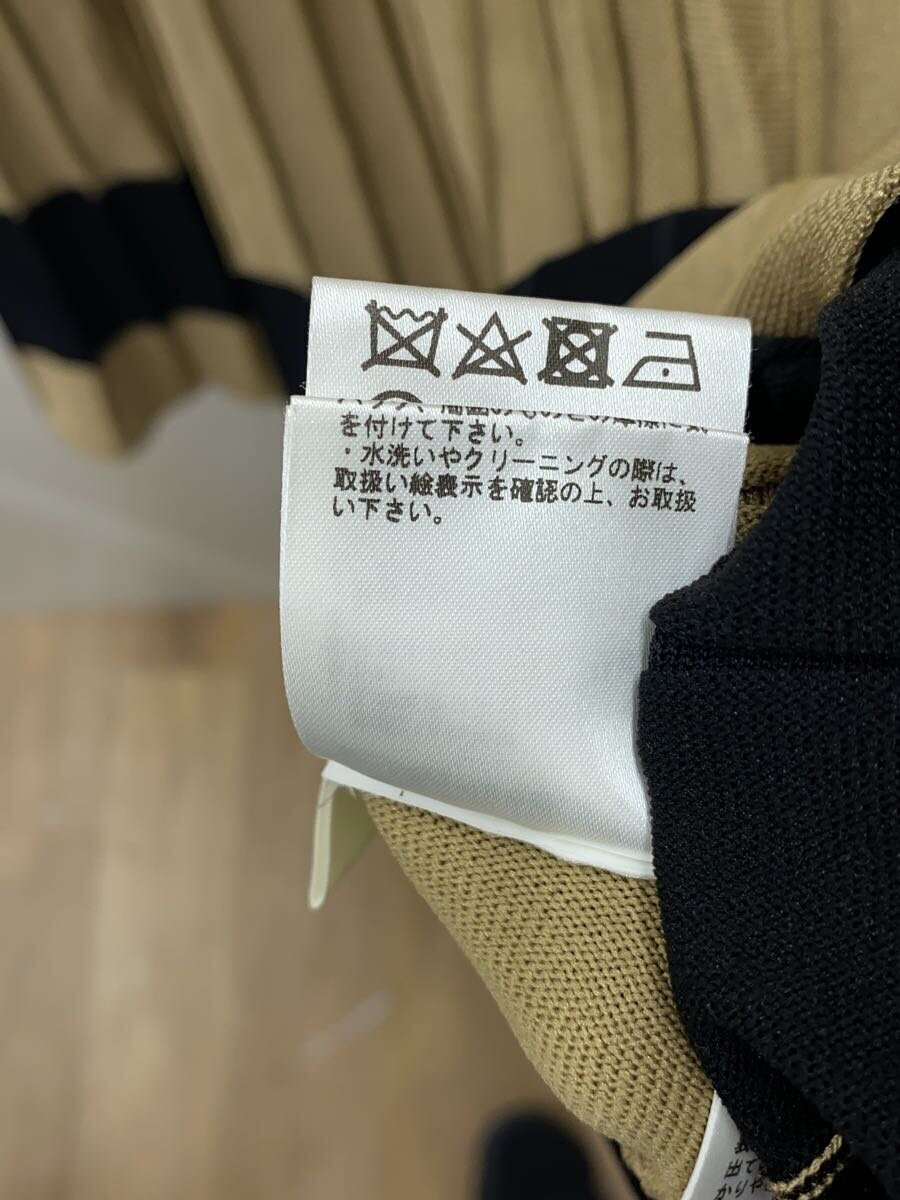 を付けて下さい。
・水洗いやクリーニングの際は、
取扱い絵表示を確認の上、お取扱
い下さい。